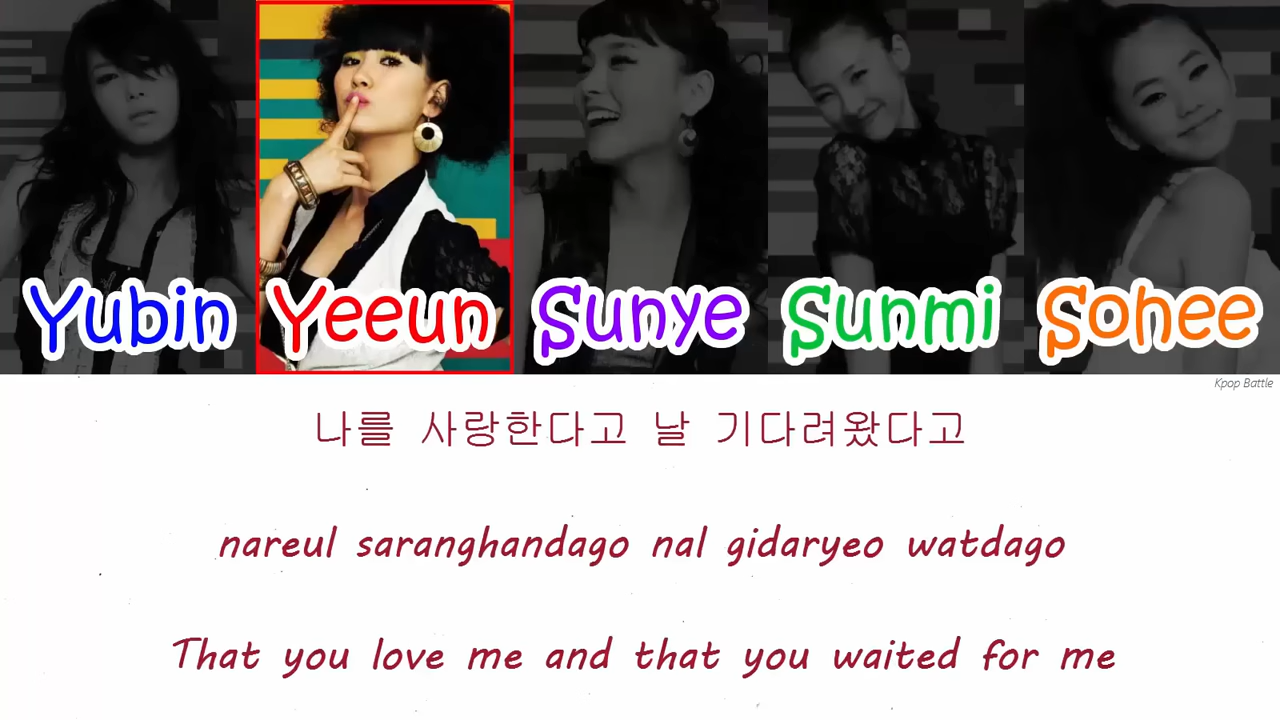 Yubin Yeeun Sunye Sunmi Sohee
Kpop Battle
나를 사랑한다고 날 기다려왔다고
nareul saranghandago nal gidaryeo watdago
That you love me and that you waited for me